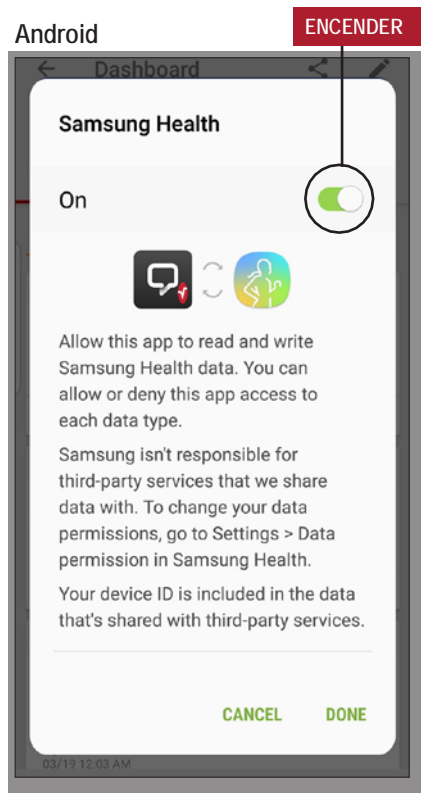 Android
ENCENDER
Dashboard
Samsung Health
On
Allow this app to read and write
Samsung Health data. You can
allow or deny this app access to
each data type.
Samsung isn't responsible for
third-party services that we share
data with. To change your data
permissions, go to Settings > Data
permission in Samsung Health.
Your device ID is included in the data
that's shared with third-party services.
CANCEL DONE
03/19 12:03 AM